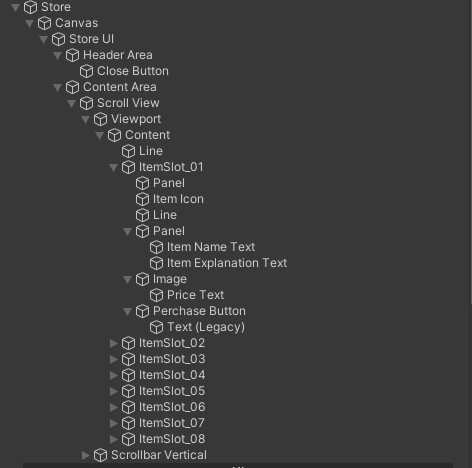 Store
Canvas
Store UI
Header Area
Close Button
Content Area
Scroll View
Viewport
Content
Line
ItemSlot_01
Panel
Item Icon
Line
Panel
Item Name Text
Item Explanation Text
Image
Price Text
Perchase Button
Text (Legacy)
ItemSlot_02
ItemSlot_03
ItemSlot_04
ItemSlot_05
ItemSlot_06
ItemSlot_07
ItemSlot_08
Scrollbar Vertical